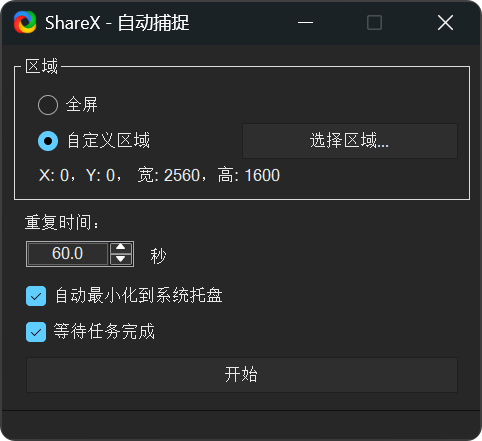 ShareX - 自动捕捉
区域
全屏
自定义区域
选择区域...
X: 0，Y: 0， 宽: 2560，高: 1600
重复时间：
60.0 秒
自动最小化到系统托盘
等待任务完成
开始